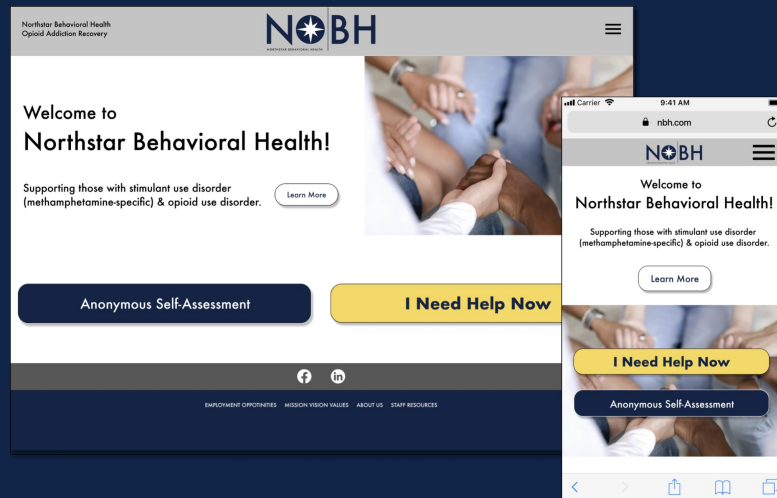 Northstar Behavioral Health
Opioid Addiction Recovery
NOBH
NORTHSTAR BEHAVIORAL HEALTH
Welcome to
Northstar Behavioral Health!
Supporting those with stimulant use disorder
(methamphetamine-specific) & opioid use disorder.
Learn More
Anonymous Self-Assessment
I Need Help Now
EMPLOYMENT OPPOTINITIES MISSION VISION VALUES ABOUT US STAFF RESOURCES
Carrier 9:41 AM
nbh.com
NOBH
Welcome to
Northstar Behavioral Health!
Supporting those with stimulant use disorder
(methamphetamine-specific) & opioid use disorder.
Learn More
I Need Help Now
Anonymous Self-Assessment